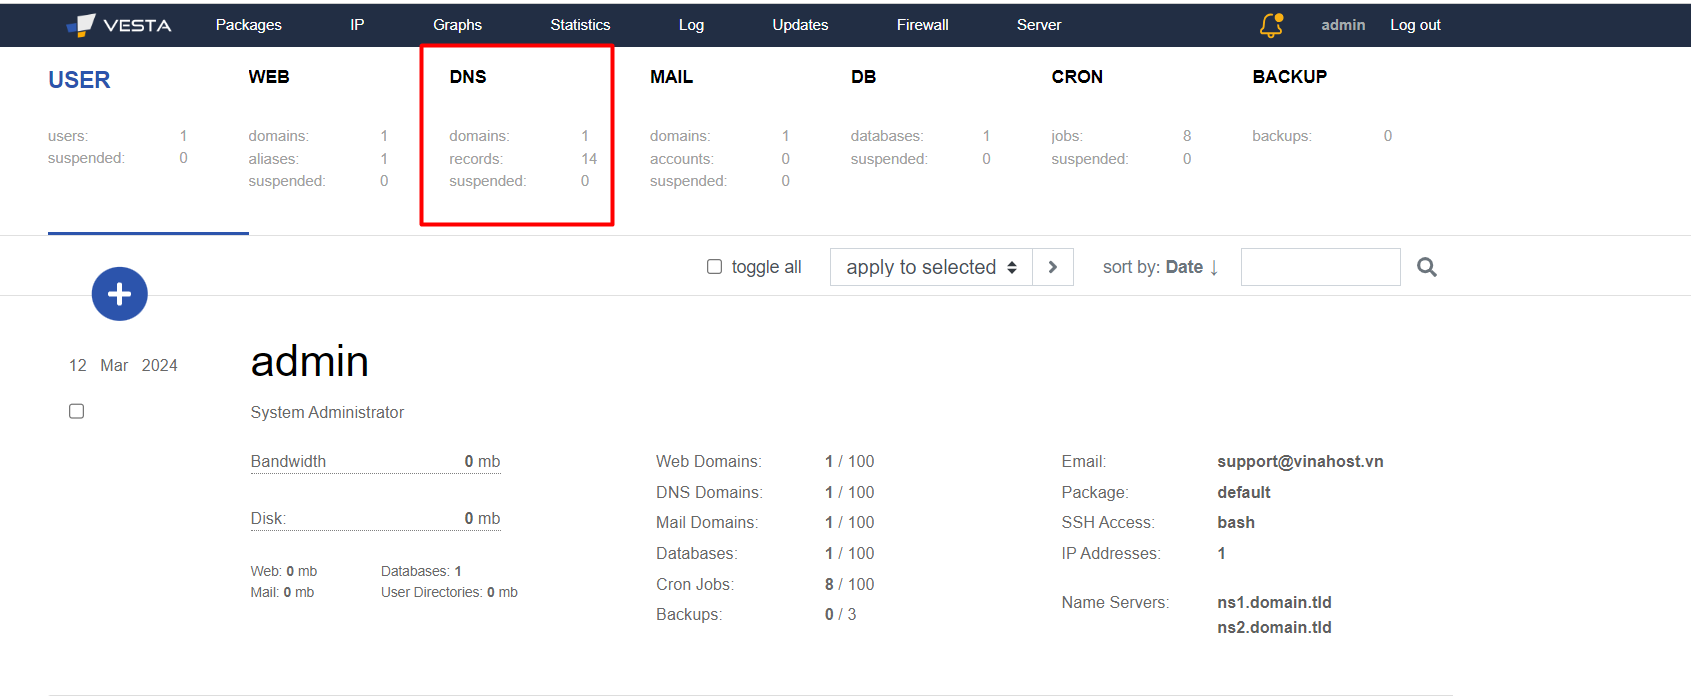 VESTA Packages IP Graphs Statistics Log Updates Firewall Server admin Log out
USER WEB DNS MAIL DB CRON BACKUP
users: 1 domains: 1 domains: 1 domains: 1 databases: 1 jobs: 8 backups: 0
suspended: 0 aliases: 1 records: 14 accounts: 0 suspended: 0 suspended: 0
suspended: 0 suspended: 0 suspended: 0
toggle all apply to selected sort by: Date ↓
+
12 Mar 2024 admin
System Administrator
Bandwidth 0 mb Web Domains: 1 / 100 Email: support@vinahost.vn
DNS Domains: 1 / 100 Package: default
Disk: 0 mb Mail Domains: 1 / 100 SSH Access: bash
Databases: 1 / 100 IP Addresses: 1
Web: 0 mb Databases: 1 Cron Jobs: 8 / 100
Mail: 0 mb User Directories: 0 mb Backups: 0 / 3 Name Servers: ns1.domain.tld
ns2.domain.tld